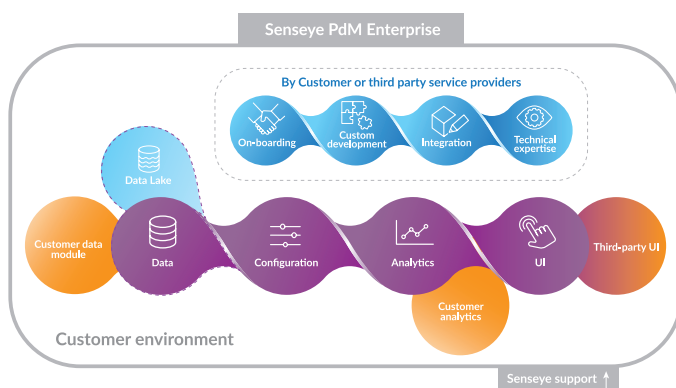 Senseye PdM Enterprise
By Customer or third party service providers
On-boarding
Custom
development
Integration
Technical
expertise
Data Lake
Customer data
module
Data
Configuration
Analytics
UI
Third-party UI
Customer
analytics
Customer environment
Senseye support